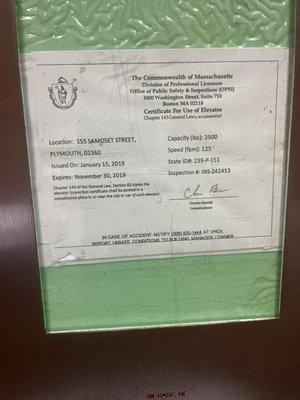 The Commonwealth of Massachusetts
Division of Professional Licensure
Office of Public Safety & Inspections (OPSI)
1000 Washington Street, Suite 710
Boston MA 02118
Certificate For Use of Elevator
Chapter 143 General Laws, as amended
Location: 155 SAMOSET STREET,
PLYMOUTH, 02360
Issued On: January 15, 2019
Expires: November 30, 2019
Chapter 143 of the General Law, Section 65 states the
elevator inspection certificate shall be posted in a
conspicuous place in or near the cab or car of such elevator.
Capacity (lbs): 2500
Speed (fpm): 125
State ID#: 239-P-151
Inspection #: INS-242453
Charles Borstel
Commissioner
IN CASE OF ACCIDENT NOTIFY (508) 820-1444 AT ONCE.
REPORT UNSAFE CONDITIONS TO BUILDING MANAGER / OWNER
IN CASE OF